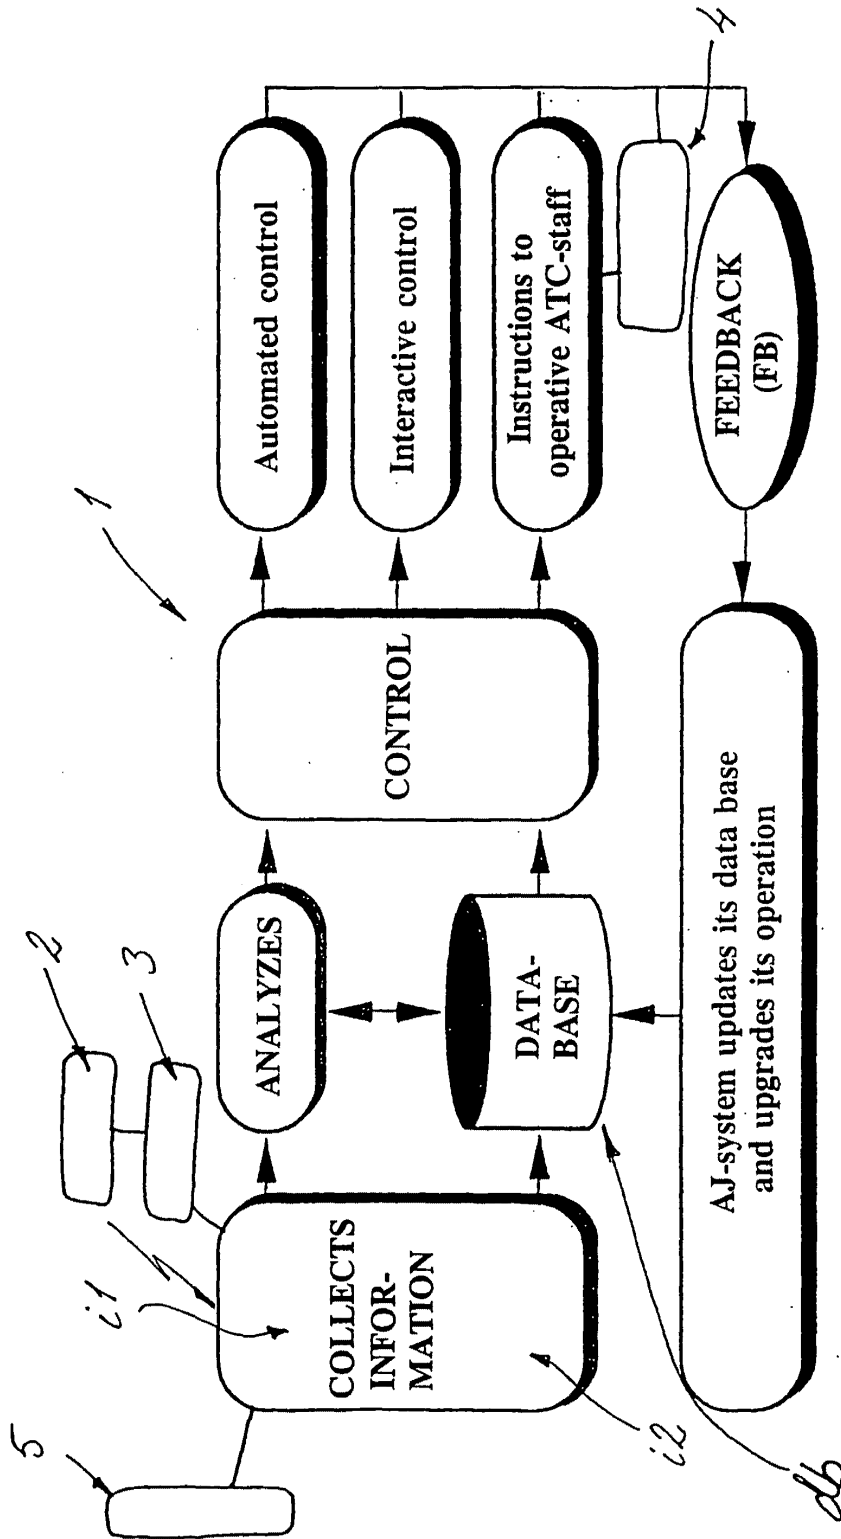 1
2
3
i1
5
COLLECTS
INFOR-
MATION
i2
ANALYZES
DATA-
BASE
db
CONTROL
Automated control
Interactive control
Instructions to
operative ATC-staff
4
FEEDBACK
(FB)
AJ-system updates its data base
and upgrades its operation